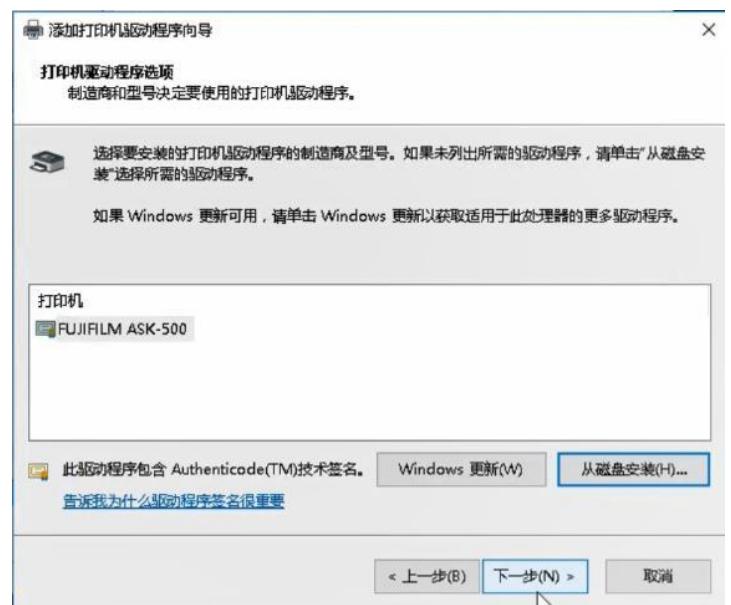 添加打印机驱动程序向导
打印机驱动程序选项
制造商和型号决定要使用的打印机驱动程序。
选择要安装的打印机驱动程序的制造商及型号。如果未列出所需的驱动程序，请单击“从磁盘安
装”选择所需的驱动程序。
如果 Windows 更新可用，请单击 Windows 更新以获取适用于此处理器的更多驱动程序。
打印机
FUJIFILM ASK-500
此驱动程序包含 Authenticode(TM)技术签名。
Windows 更新(W)
从磁盘安装(H)...
告诉我为什么驱动程序签名很重要
< 上一步(B)
下一步(N) >
取消